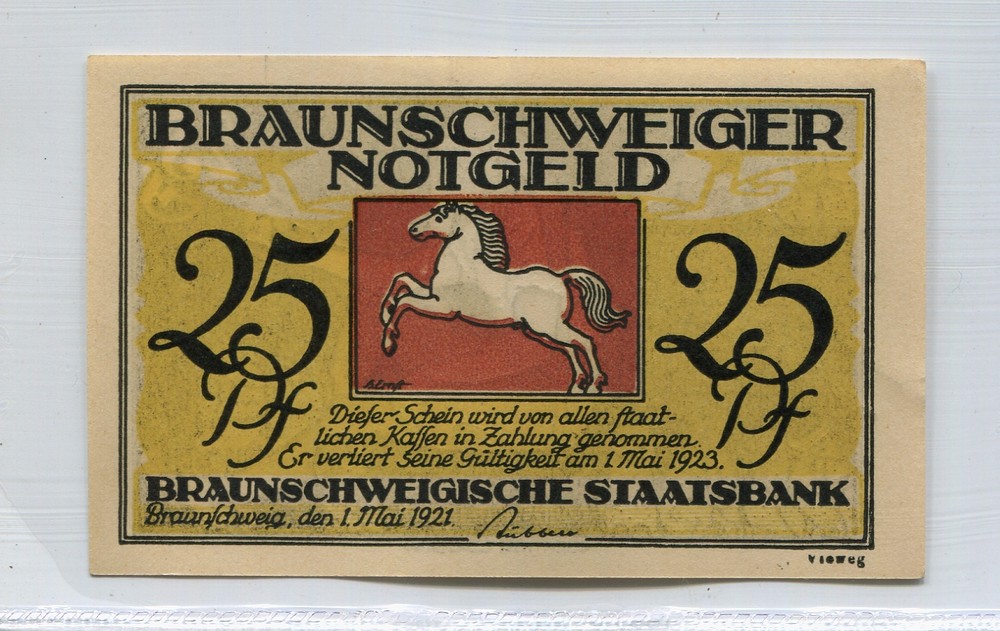 BRAUNSCHWEIGER
NOTGELD
25 Pf
25 Pf
Dieſer Schein wird von allen ſtaat-
lichen Kaſſen in Zahlung genommen.
Er verliert seine Gültigkeit am 1. Mai 1923.
BRAUNSCHWEIGISCHE STAATSBANK
Braunſchweig, den 1. Mai 1921.
Vieweg